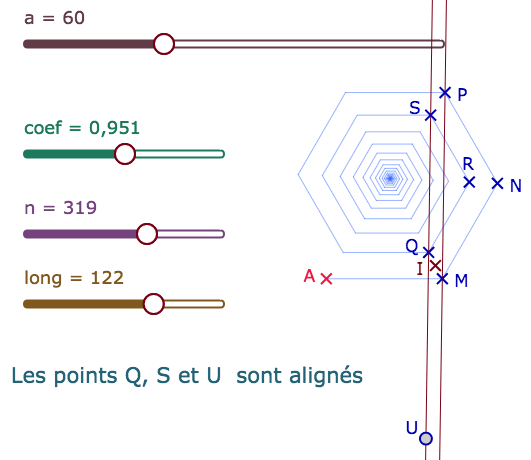 a = 60
coef = 0,951
n = 319
long = 122
P
S
R
N
Q
I
A
M
Les points Q, S et U sont alignés
U